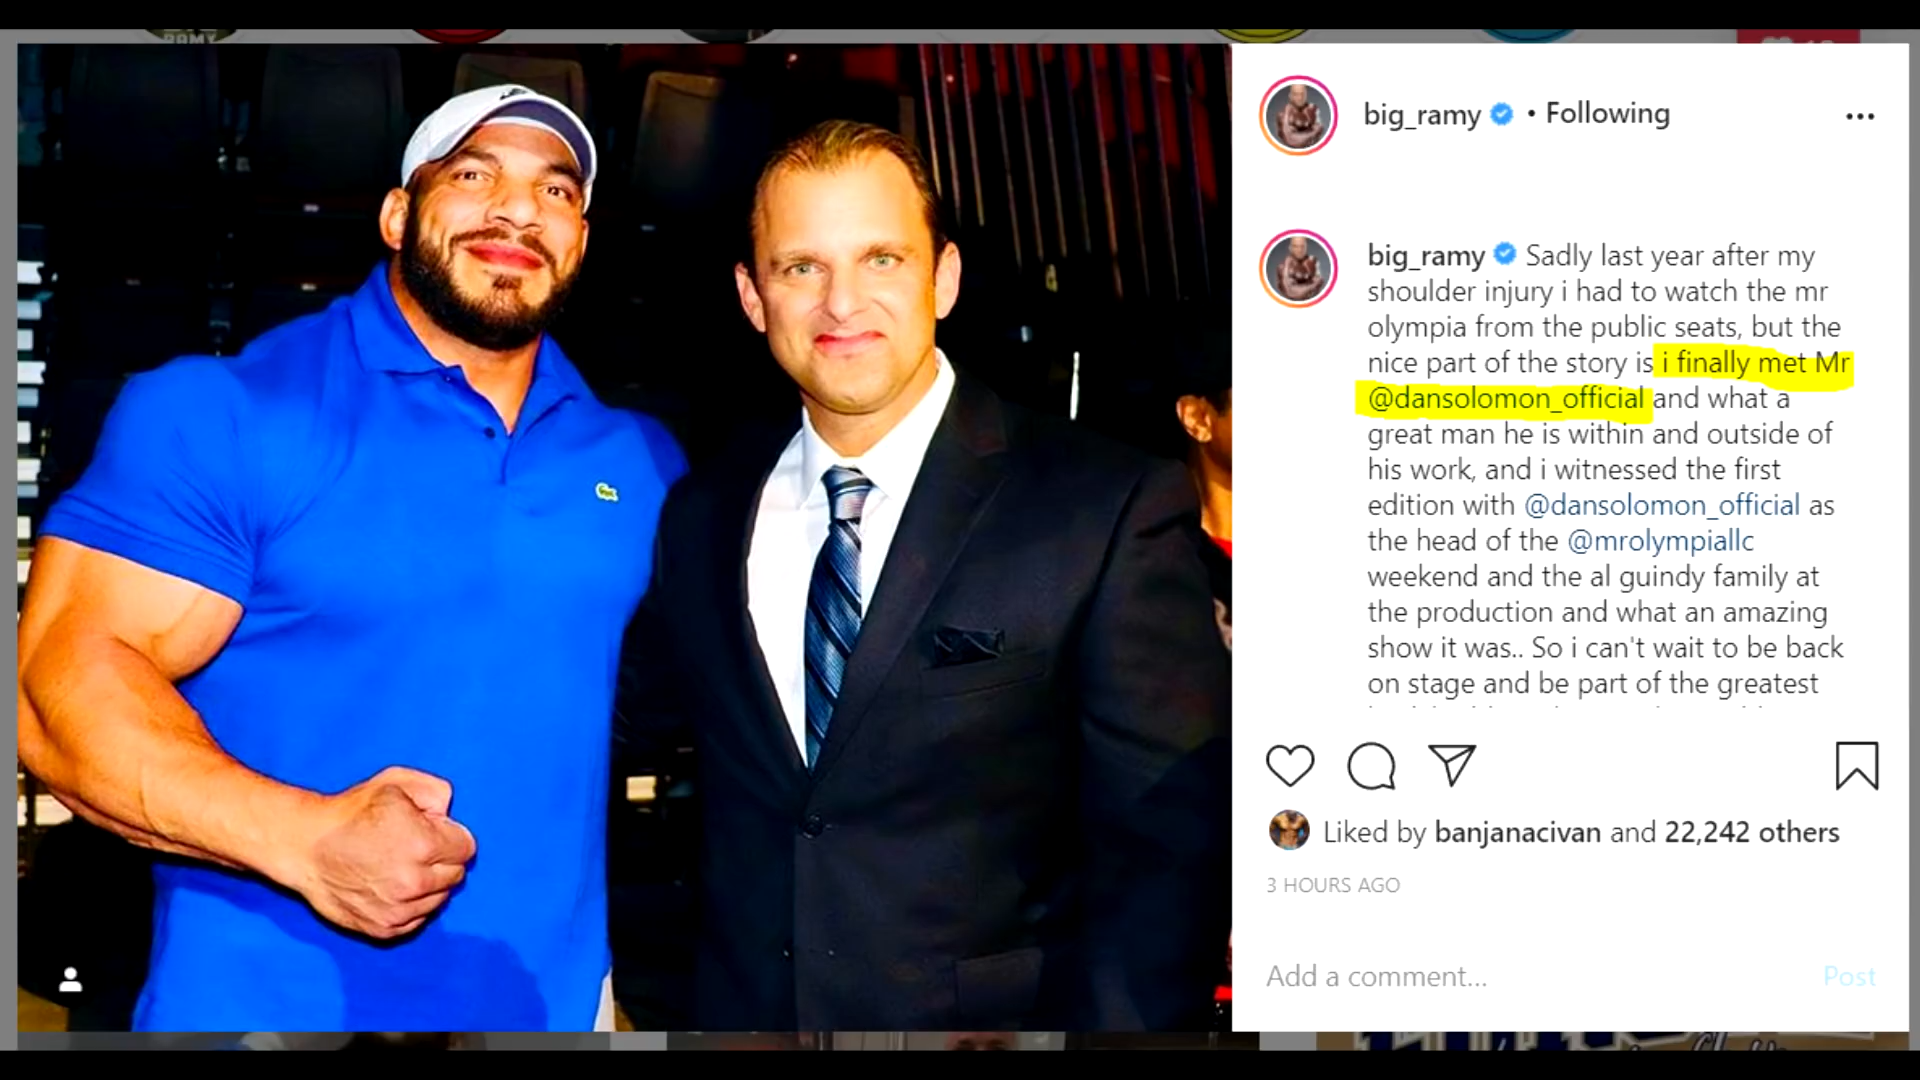 RAMY
big_ramy • Following
big_ramy Sadly last year after my
shoulder injury i had to watch the mr
olympia from the public seats, but the
nice part of the story is i finally met Mr
@dansolomon_official and what a
great man he is within and outside of
his work, and i witnessed the first
edition with @dansolomon_official as
the head of the @mrolympiallc
weekend and the al guindy family at
the production and what an amazing
show it was.. So i can't wait to be back
on stage and be part of the greatest
Liked by banjanacivan and 22,242 others
3 HOURS AGO
Add a comment...
Post